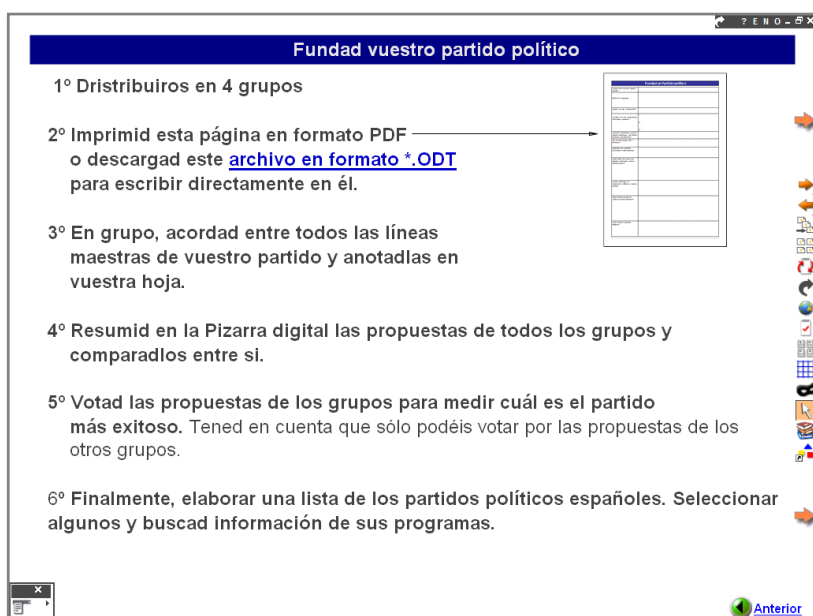 ? E N O
Fundad vuestro partido político
1º Dristribuiros en 4 grupos
2º Imprimid esta página en formato PDF
o descargad este archivo en formato *.ODT
para escribir directamente en él.
3º En grupo, acordad entre todos las líneas
maestras de vuestro partido y anotadlas en
vuestra hoja.
4º Resumid en la Pizarra digital las propuestas de todos los grupos y
comparadlos entre si.
5º Votad las propuestas de los grupos para medir cuál es el partido
más exitoso. Tened en cuenta que sólo podéis votar por las propuestas de los
otros grupos.
6º Finalmente, elaborar una lista de los partidos políticos españoles. Seleccionar
algunos y buscad información de sus programas.
Anterior